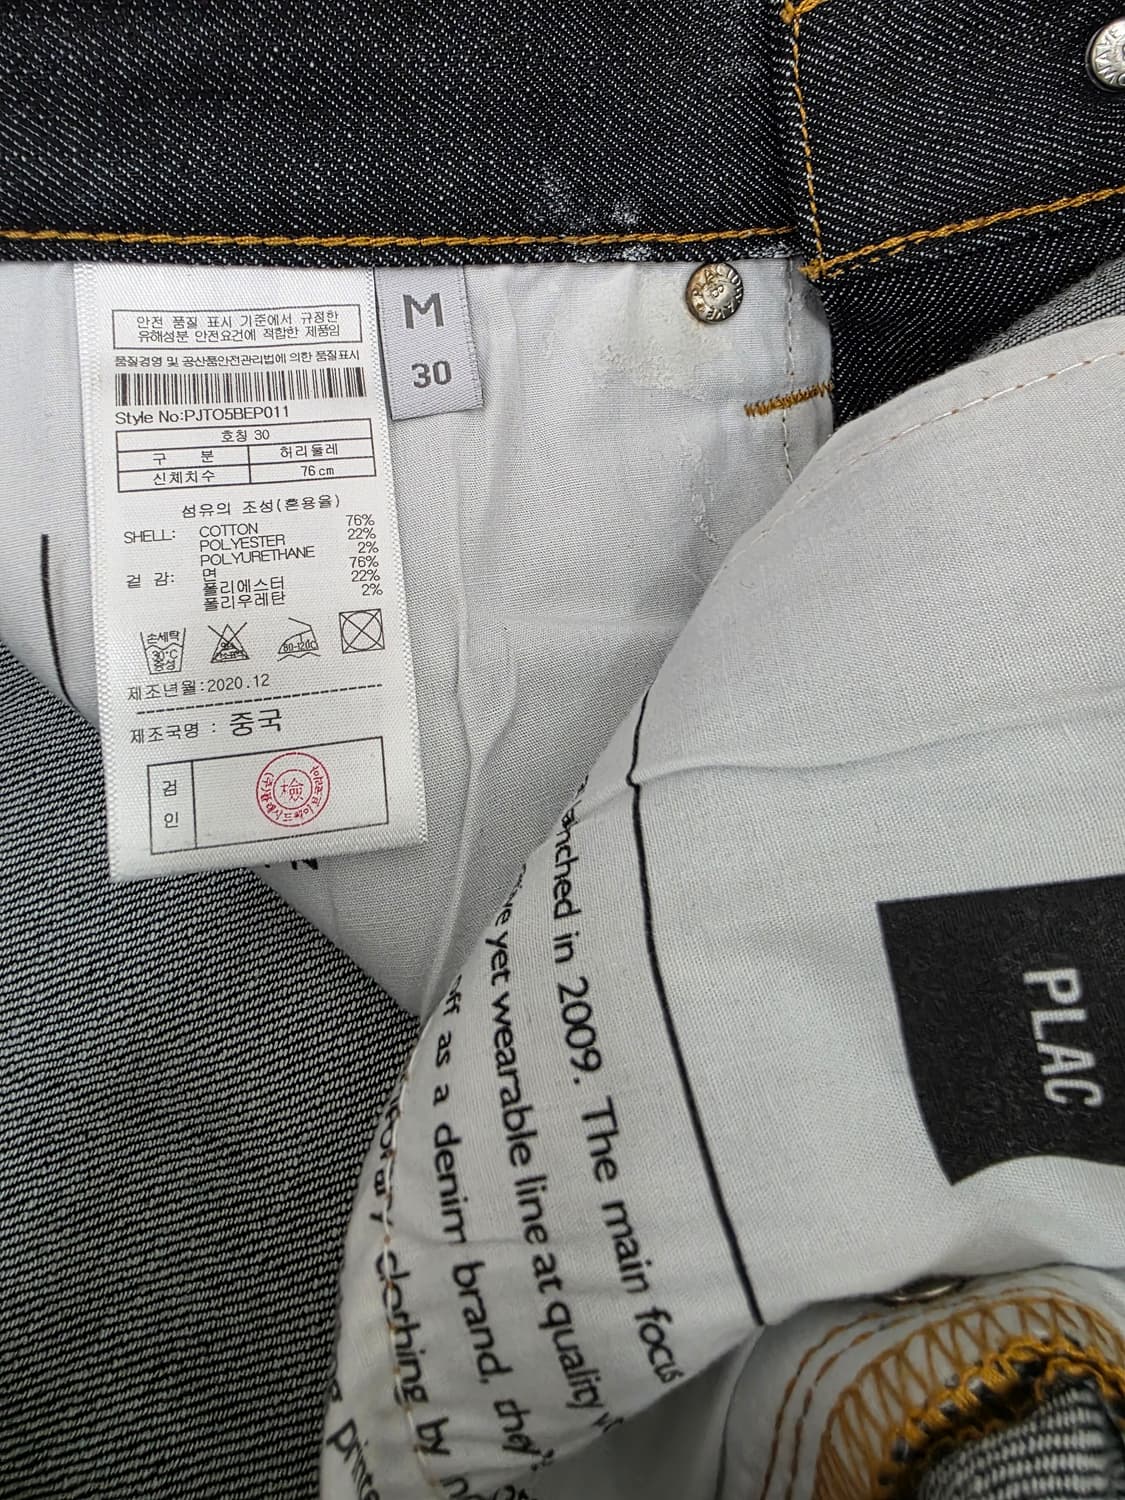 안전 품질 표시 기준에서 규정한
유해성분 안전요건에 적합한 제품임
품질경영 및 공산품안전관리법에 의한 품질표시
Style No:PJTO5BEP011
호칭 30
구 분 허리둘레
신체치수 76cm
섬유의 조성(혼용율)
SHELL: COTTON 76%
POLYESTER 22%
POLYURETHANE 2%
겉 감: 면 76%
폴리에스터 22%
폴리우레탄 2%
손세탁
30°C
중성
80-120C
제조년월:2020.12
제조국명 : 중국
검
인
檢
M
30
in 2009. The main focus
yet wearable line at quality
as a denim brand,
clothing by
PLAC